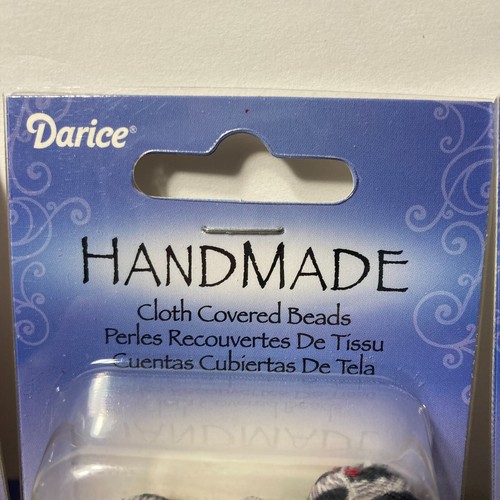 Darice®
HANDMADE
Cloth Covered Beads
Perles Recouvertes De Tissu
Cuentas Cubiertas De Tela